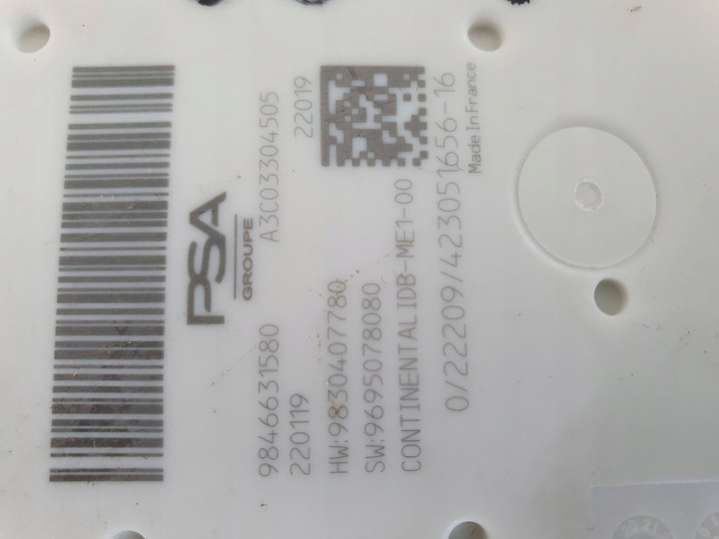 PSA
GROUPE
9846631580 A3C03304505
220119 22019
HW:9830407780
SW:9695078080
CONTINENTAL IDB-ME1-00
0/22209/423051656-16
Made In France